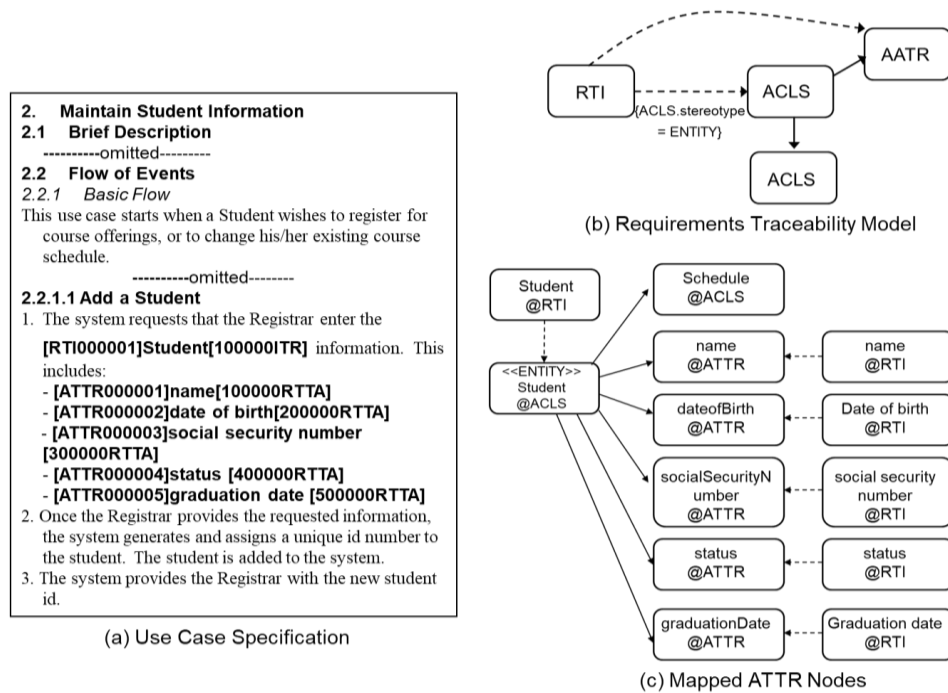 2. Maintain Student Information
2.1 Brief Description
----------omitted---------
2.2 Flow of Events
2.2.1 Basic Flow
This use case starts when a Student wishes to register for
course offerings, or to change his/her existing course
schedule.
----------omitted--------
2.2.1.1 Add a Student
1. The system requests that the Registrar enter the
[RTI000001]Student[100000ITR] information. This
includes:
- [ATTR000001]name[100000RTTA]
- [ATTR000002]date of birth[200000RTTA]
- [ATTR000003]social security number
[300000RTTA]
- [ATTR000004]status [400000RTTA]
- [ATTR000005]graduation date [500000RTTA]
2. Once the Registrar provides the requested information,
the system generates and assigns a unique id number to
the student. The student is added to the system.
3. The system provides the Registrar with the new student
id.
(a) Use Case Specification
RTI
{ACLS.stereotype
= ENTITY}
ACLS
AATR
ACLS
(b) Requirements Traceability Model
Student
@RTI
<<ENTITY>>
Student
@ACLS
Schedule
@ACLS
name
@ATTR
name
@RTI
dateofBirth
@ATTR
Date of birth
@RTI
socialSecurityN
umber
@ATTR
social security
number
@RTI
status
@ATTR
status
@RTI
graduationDate
@ATTR
Graduation date
@RTI
(c) Mapped ATTR Nodes